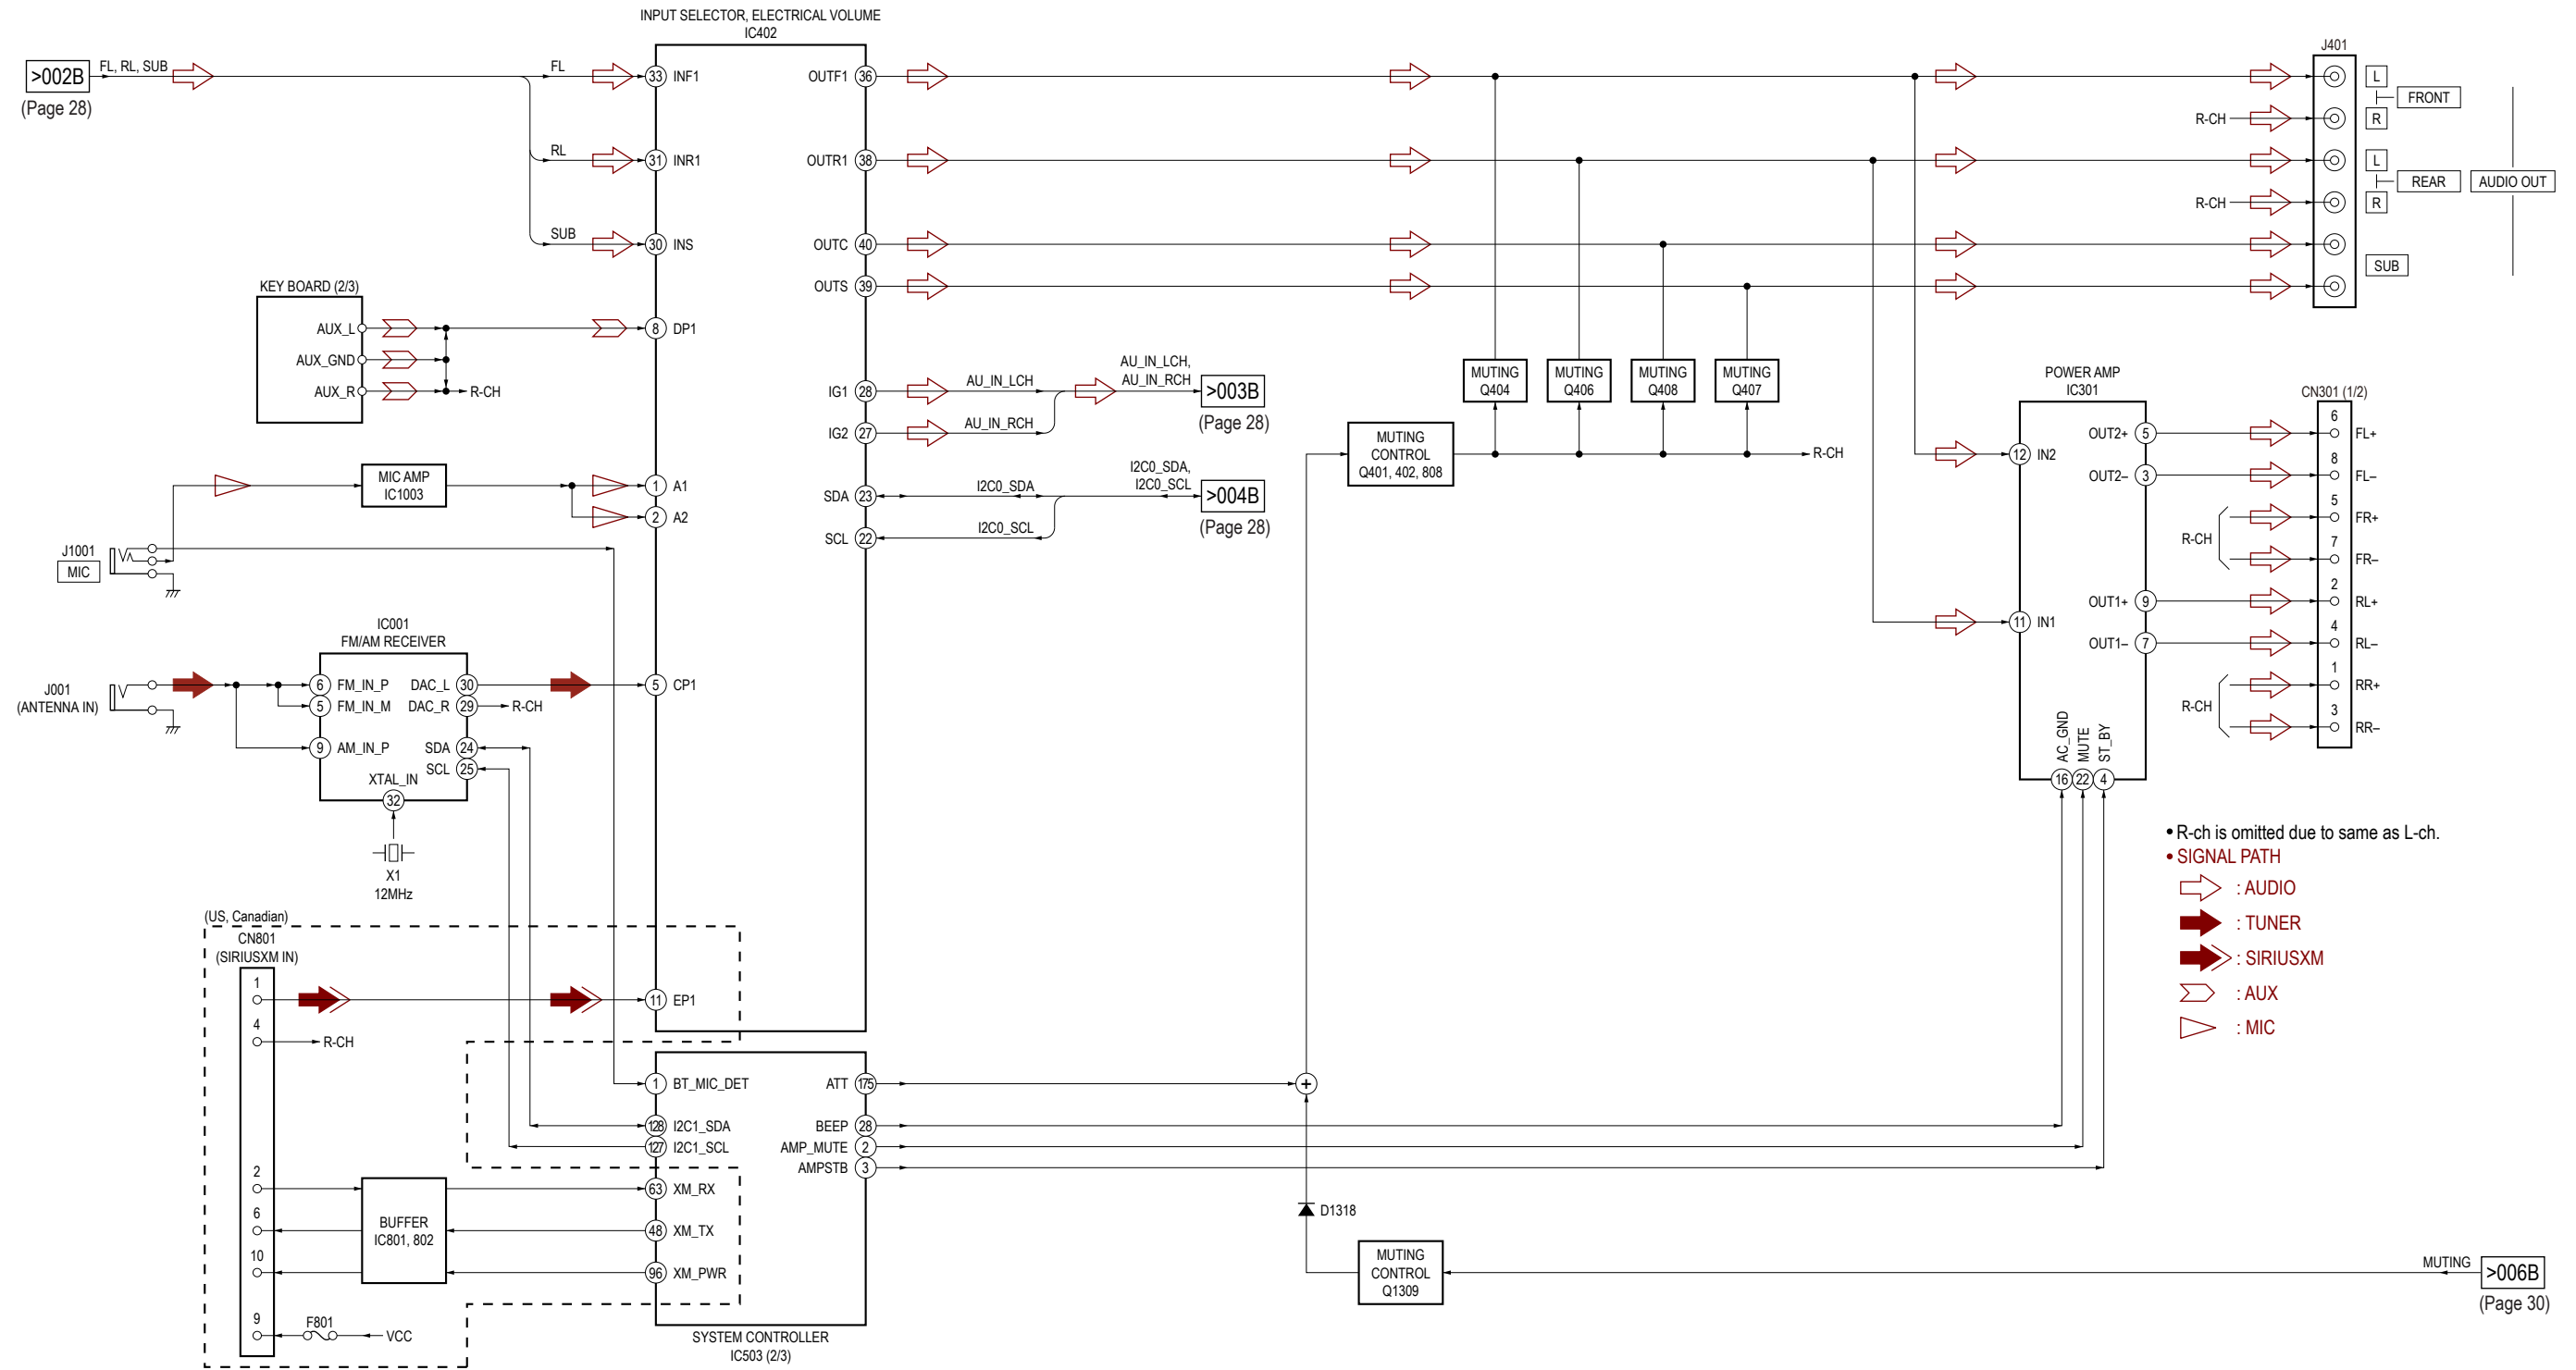 INPUT SELECTOR, ELECTRICAL VOLUME
IC402
>002B
(Page 28)
FL, RL, SUB
FL
33 INF1
RL
31 INR1
SUB
30 INS
OUTF1 36
OUTR1 38
OUTC 40
OUTS 39
J401
L
FRONT
R-CH
R
L
REAR
AUDIO OUT
R-CH
R
SUB
KEY BOARD (2/3)
AUX_L
AUX_GND
AUX_R
R-CH
8 DP1
IG1 28
AU_IN_LCH
IG2 27
AU_IN_RCH
AU_IN_LCH,
AU_IN_RCH
>003B
(Page 28)
SDA 23
I2C0_SDA
SCL 22
I2C0_SCL
I2C0_SDA,
I2C0_SCL
>004B
(Page 28)
MUTING
Q404
MUTING
Q406
MUTING
Q408
MUTING
Q407
MUTING
CONTROL
Q401, 402, 808
R-CH
POWER AMP
IC301
12 IN2
11 IN1
OUT2+ 5
OUT2– 3
OUT1+ 9
OUT1– 7
AC_GND
MUTE
ST_BY
16 22 4
CN301 (1/2)
6
FL+
8
FL–
5
FR+
R-CH
7
FR–
2
RL+
4
RL–
1
RR+
R-CH
3
RR–
MIC AMP
IC1003
1 A1
2 A2
J1001
MIC
IC001
FM/AM RECEIVER
J001
(ANTENNA IN)
6 FM_IN_P
5 FM_IN_M
9 AM_IN_P
DAC_L 30
DAC_R 29
R-CH
SDA 24
SCL 25
XTAL_IN
32
X1
12MHz
5 CP1
• R-ch is omitted due to same as L-ch.
• SIGNAL PATH
: AUDIO
: TUNER
: SIRIUSXM
: AUX
: MIC
(US, Canadian)
CN801
(SIRIUSXM IN)
1
4
R-CH
2
6
10
9
F801
VCC
11 EP1
BUFFER
IC801, 802
1 BT_MIC_DET
128 I2C1_SDA
127 I2C1_SCL
63 XM_RX
48 XM_TX
96 XM_PWR
ATT 175
BEEP 28
AMP_MUTE 2
AMPSTB 3
SYSTEM CONTROLLER
IC503 (2/3)
+
D1318
MUTING
CONTROL
Q1309
MUTING
>006B
(Page 30)